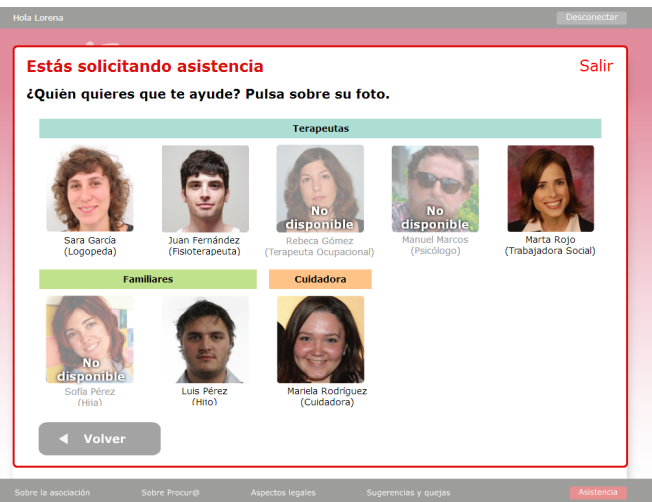 Hola Lorena
Desconectar
Estás solicitando asistencia
Salir
¿Quién quieres que te ayude? Pulsa sobre su foto.
Terapeutas
No
disponible
No
disponible
Sara García
(Logopeda)
Juan Fernández
(Fisioterapeuta)
Rebeca Gómez
(Terapeuta Ocupacional)
Manuel Marcos
(Psicólogo)
Marta Rojo
(Trabajadora Social)
Familiares
Cuidadora
No
disponible
Sofía Pérez
(Hija)
Luis Pérez
(Hijo)
Mariela Rodríguez
(Cuidadora)
Volver
Sobre la asociación
Sobre Procur@
Aspectos legales
Sugerencias y quejas
Asistencia